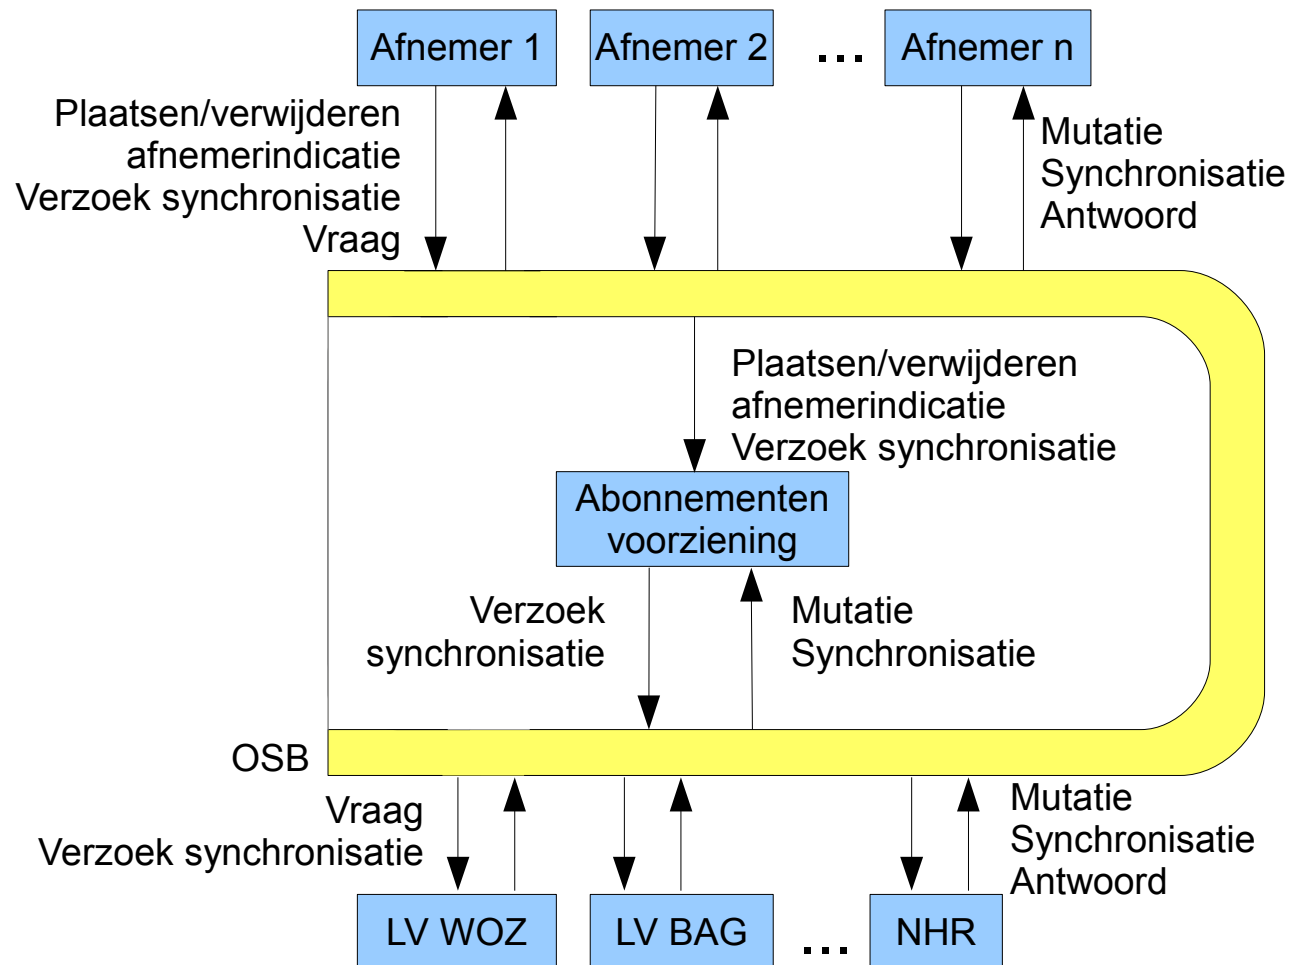 Afnemer 1
Afnemer 2
...
Afnemer n
Plaatsen/verwijderen
afnemerindicatie
Verzoek synchronisatie
Vraag
Mutatie
Synchronisatie
Antwoord
Plaatsen/verwijderen
afnemerindicatie
Verzoek synchronisatie
Abonnementen
voorziening
Verzoek
synchronisatie
Mutatie
Synchronisatie
OSB
Vraag
Verzoek synchronisatie
Mutatie
Synchronisatie
Antwoord
LV WOZ
LV BAG
...
NHR